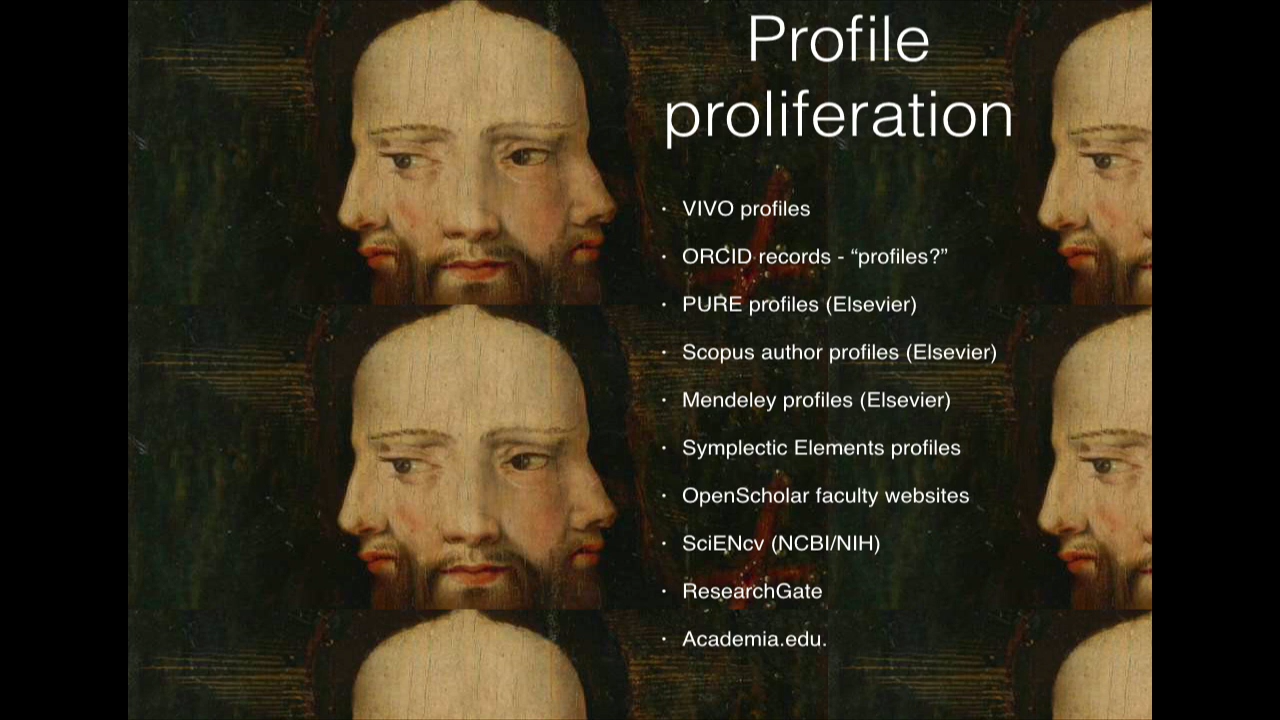 Profile
proliferation
· VIVO profiles
· ORCID records - “profiles?”
· PURE profiles (Elsevier)
· Scopus author profiles (Elsevier)
· Mendeley profiles (Elsevier)
· Symplectic Elements profiles
· OpenScholar faculty websites
· SciENcv (NCBI/NIH)
· ResearchGate
· Academia.edu.